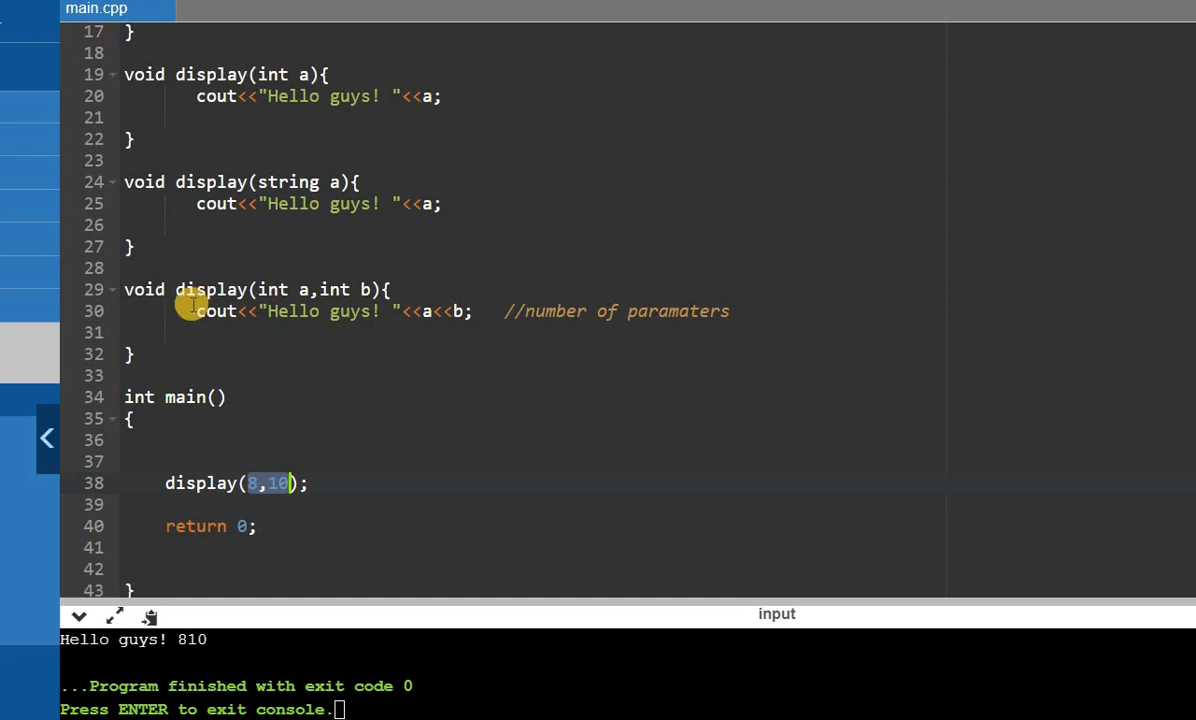 main.cpp
17 }
18
19 void display(int a){
20 cout<<"Hello guys! "<<a;
21
22 }
23
24 void display(string a){
25 cout<<"Hello guys! "<<a;
26
27 }
28
29 void display(int a,int b){
30 cout<<"Hello guys! "<<a<<b; //number of paramaters
31
32 }
33
34 int main()
35 {
36
37
38 display(8,10);
39
40 return 0;
41
42
43 }
input
Hello guys! 810
...Program finished with exit code 0
Press ENTER to exit console.